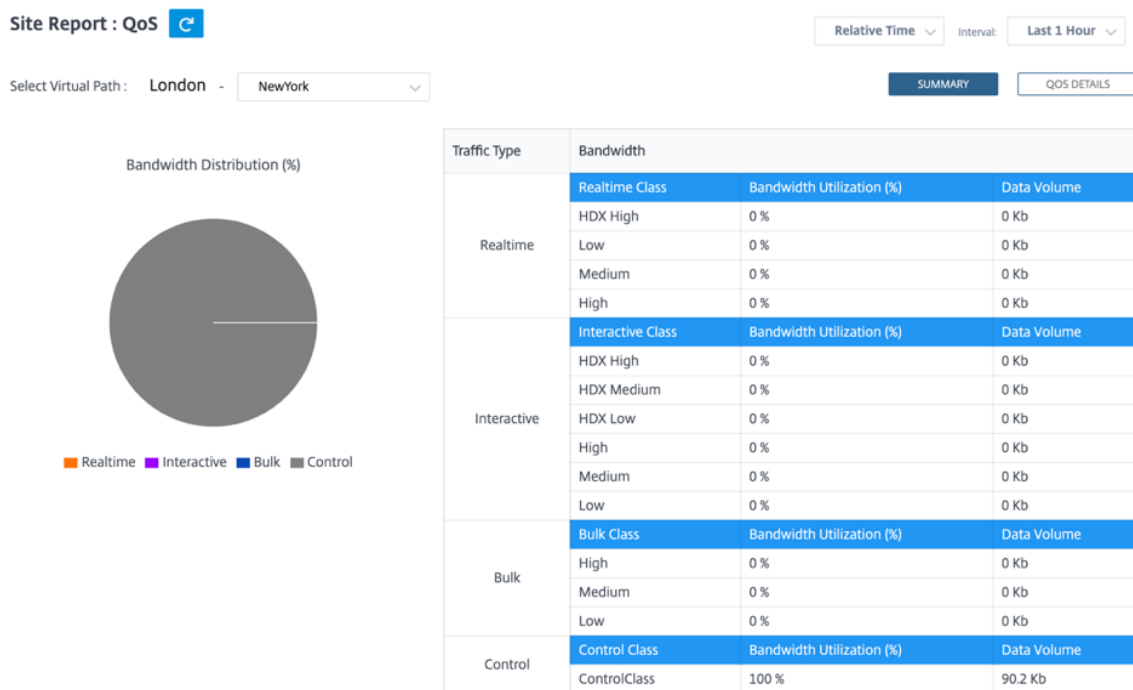 Site Report : QoS
Relative Time
Interval:
Last 1 Hour
Select Virtual Path :
London
-
NewYork
SUMMARY
QOS DETAILS
Bandwidth Distribution (%)
Realtime Interactive Bulk Control
Traffic Type Bandwidth
Realtime
Realtime Class Bandwidth Utilization (%) Data Volume
HDX High 0 % 0 Kb
Low 0 % 0 Kb
Medium 0 % 0 Kb
High 0 % 0 Kb
Interactive
Interactive Class Bandwidth Utilization (%) Data Volume
HDX High 0 % 0 Kb
HDX Medium 0 % 0 Kb
HDX Low 0 % 0 Kb
High 0 % 0 Kb
Medium 0 % 0 Kb
Low 0 % 0 Kb
Bulk
Bulk Class Bandwidth Utilization (%) Data Volume
High 0 % 0 Kb
Medium 0 % 0 Kb
Low 0 % 0 Kb
Control
Control Class Bandwidth Utilization (%) Data Volume
ControlClass 100 % 90.2 Kb